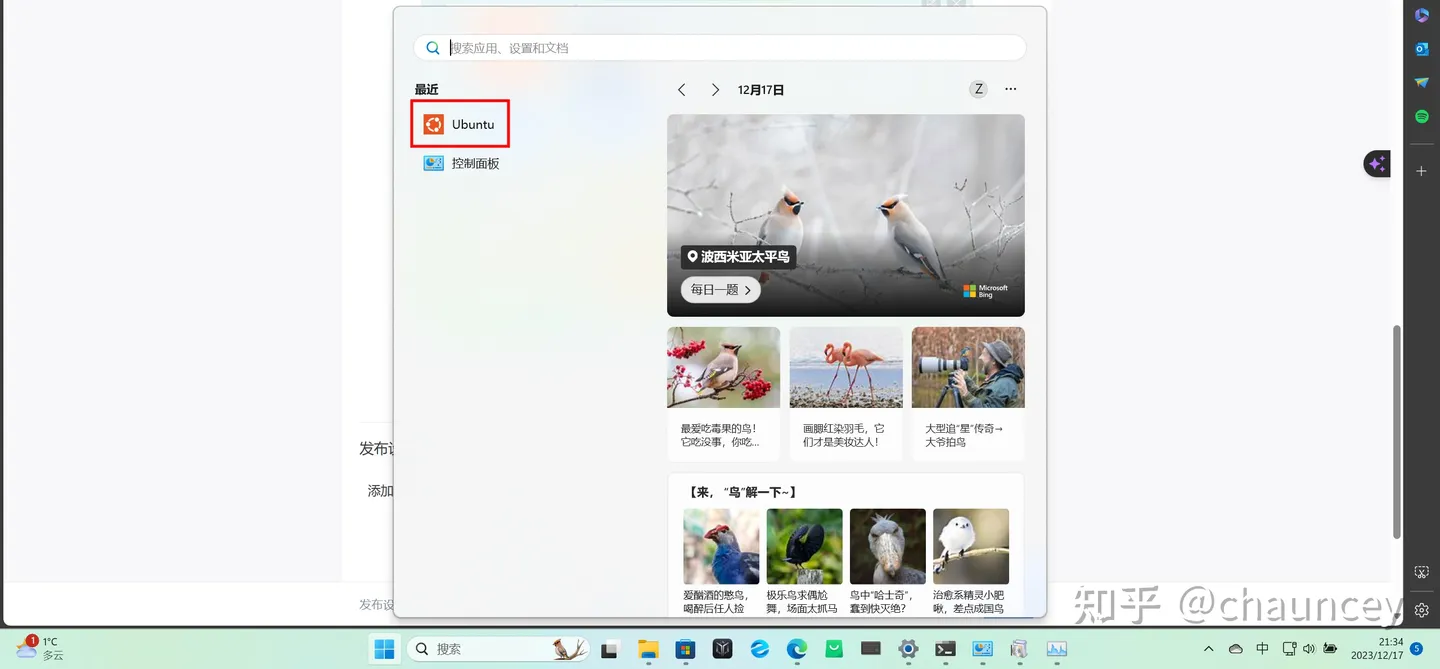 搜索应用、设置和文档
最近
12月17日
Z
Ubuntu
控制面板
波西米亚太平鸟
每日一题
Microsoft
Bing
最爱吃毒果的鸟！
它吃没事，你吃...
画腮红染羽毛，它
们才是美妆达人！
大型追“星”传奇→
大爷拍鸟
【来，“鸟”解一下~】
爱酗酒的憨鸟，
喝醉后任人捡
极乐鸟求偶尬
舞，场面太抓马
鸟中“哈士奇”，
蠢到快灭绝？
治愈系精灵小肥
啾，差点成国鸟
发布设
添加
发布设
知乎 @chauncey
1
1°C
多云
搜索
中
21:34
2023/12/17
5